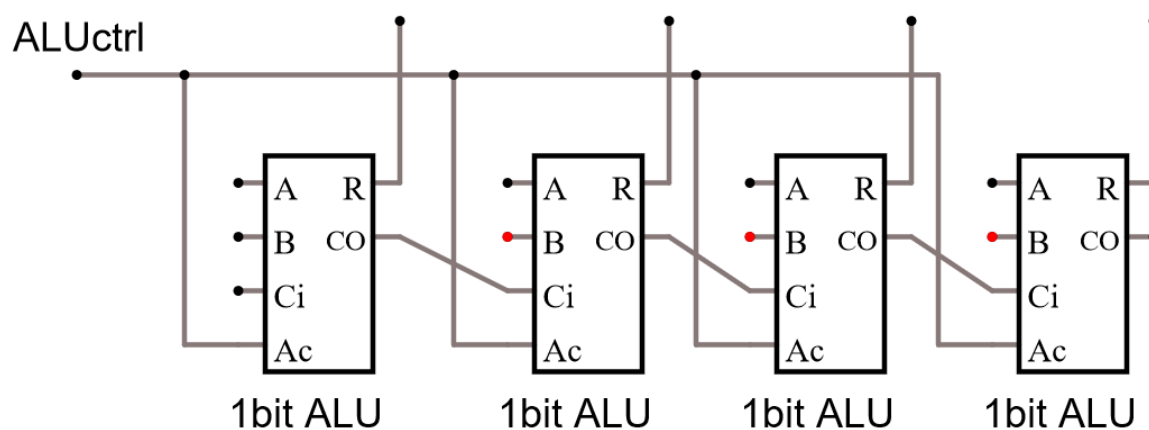 ALUctrl
A R A R A R A R
B CO B CO B CO B CO
Ci Ci Ci Ci
Ac Ac Ac Ac
1bit ALU 1bit ALU 1bit ALU 1bit ALU